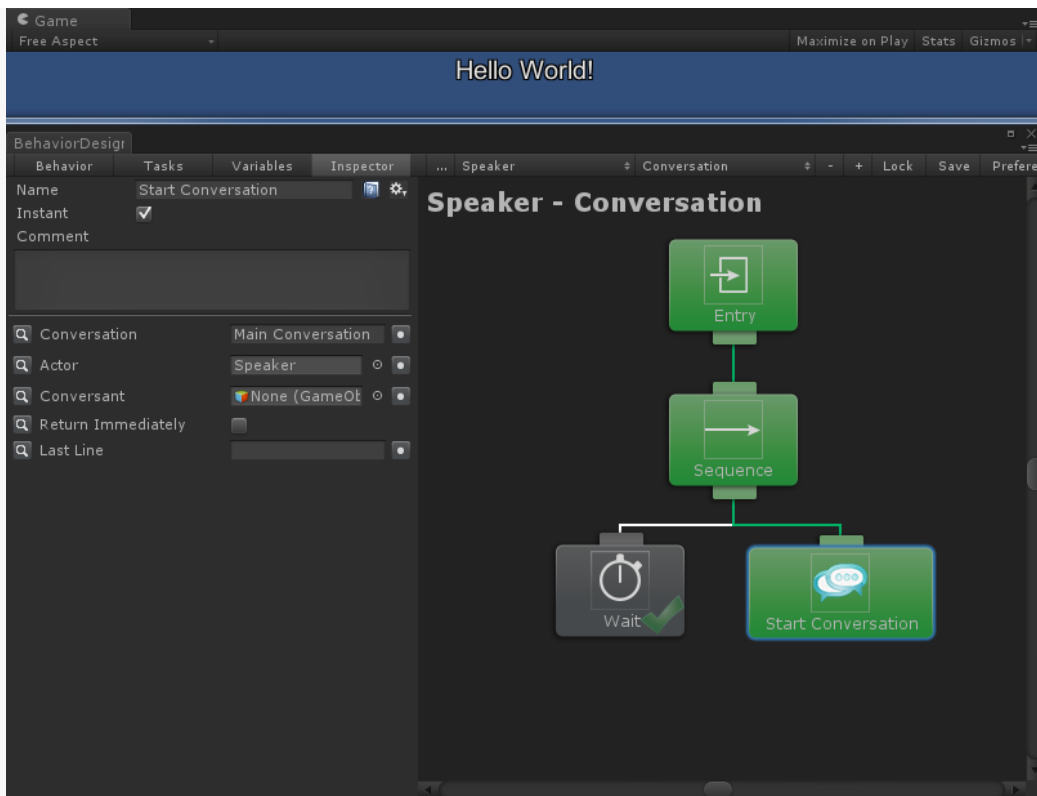 Game
Free Aspect Maximize on Play Stats Gizmos
Hello World!
BehaviorDesigr
Behavior Tasks Variables Inspector ... Speaker Conversation - + Lock Save Prefere
Name Start Conversation
Instant
Comment
Speaker - Conversation
Entry
Conversation Main Conversation
Actor Speaker
Conversant None (GameOb
Return Immediately
Last Line
Sequence
Wait
Start Conversation